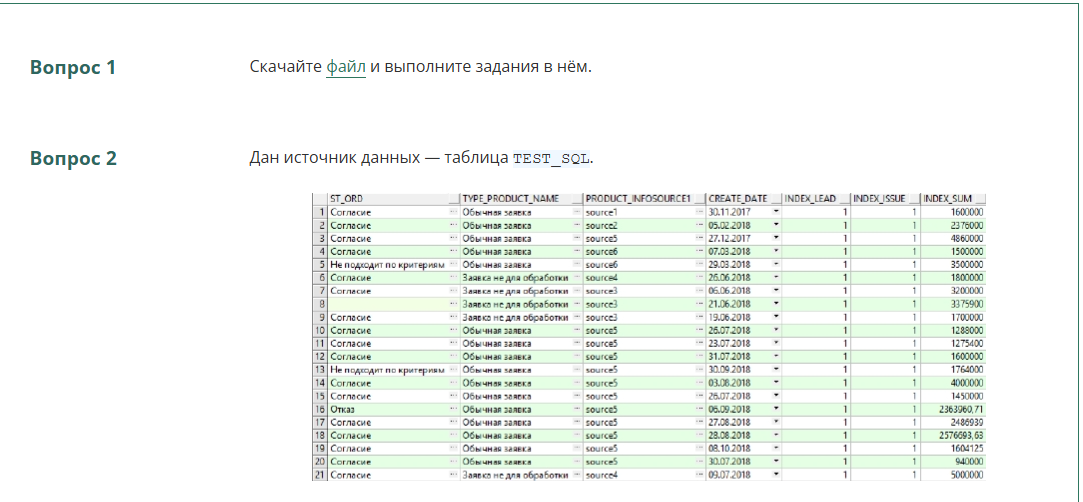 Вопрос 1 Скачайте файл и выполните задания в нём.
Вопрос 2 Дан источник данных — таблица TEST_SQL.
ST_ORD TYPE_PRODUCT_NAME PRODUCT_INFOSOURCE1 CREATE_DATE INDEX_LEAD INDEX_ISSUE INDEX_SUM
1 Согласие Обычная заявка source1 30.11.2017 1 1 1600000
2 Согласие Обычная заявка source2 05.02.2018 1 1 2376000
3 Согласие Обычная заявка source5 27.12.2017 1 1 4860000
4 Согласие Обычная заявка source6 07.03.2018 1 1 1500000
5 Не подходит по критериям Обычная заявка source6 29.03.2018 1 1 3500000
6 Согласие Заявка не для обработки source4 26.06.2018 1 1 1800000
7 Согласие Заявка не для обработки source3 06.06.2018 1 1 3200000
8 Заявка не для обработки source3 21.06.2018 1 1 3375900
9 Согласие Заявка не для обработки source3 19.06.2018 1 1 1700000
10 Согласие Обычная заявка source5 26.07.2018 1 1 1288000
11 Согласие Обычная заявка source5 23.07.2018 1 1 1275400
12 Согласие Обычная заявка source5 31.07.2018 1 1 1600000
13 Не подходит по критериям Обычная заявка source5 30.09.2018 1 1 1764000
14 Согласие Обычная заявка source5 03.08.2018 1 1 4000000
15 Согласие Обычная заявка source5 26.07.2018 1 1 1450000
16 Отказ Обычная заявка source5 06.09.2018 1 1 2363960,71
17 Согласие Обычная заявка source5 27.08.2018 1 1 2486939
18 Согласие Обычная заявка source5 28.08.2018 1 1 2576693,63
19 Согласие Обычная заявка source5 08.10.2018 1 1 1604125
20 Согласие Обычная заявка source5 30.07.2018 1 1 940000
21 Согласие Заявка не для обработки source4 09.07.2018 1 1 5000000